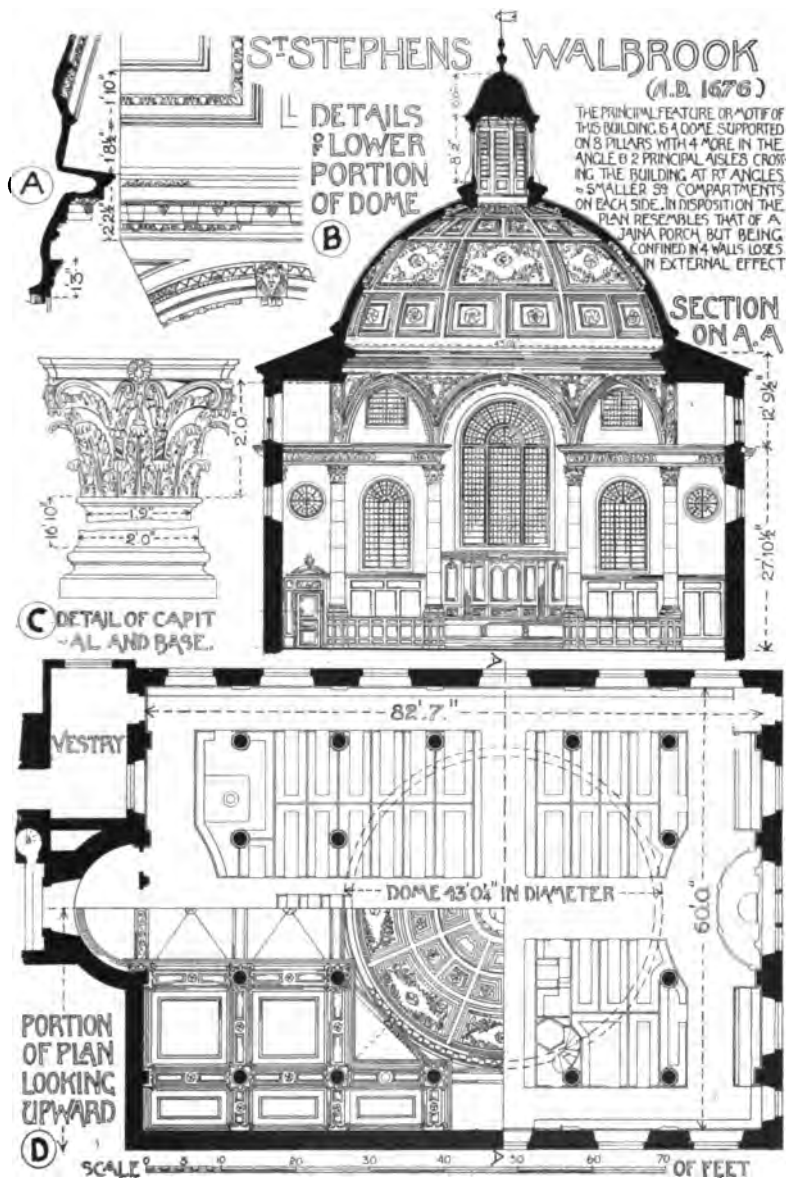 ST. STEPHENS WALBROOK
(A.D. 1676)
THE PRINCIPAL FEATURE OR MOTIF OF
THIS BUILDING IS A DOME SUPPORTED
ON 8 PILLARS WITH 4 MORE IN THE
ANGLE & 2 PRINCIPAL AISLES CROSS-
ING THE BUILDING AT RT ANGLES
& SMALLER SQ COMPARTMENTS
ON EACH SIDE. IN DISPOSITION THE
PLAN RESEMBLES THAT OF A
JAINA PORCH, BUT BEING
CONFINED IN 4 WALLS LOSES
IN EXTERNAL EFFECT
DETAILS
OF LOWER
PORTION
OF DOME
A
B
1'10"
1'8½"
2'2½"
1'3"
SECTION
ON A.A
12'.9½"
27'.10½"
2'.0"
16'10"
1'.9"
2'.0"
C
DETAIL OF CAPIT
-AL AND BASE.
VESTRY
A
82'.7."
DOME 43'0¼" IN DIAMETER
60'.0."
PORTION
OF PLAN
LOOKING
UPWARD
D
A
SCALE 0 5 10 20 30 40 50 60 70 OF FEET